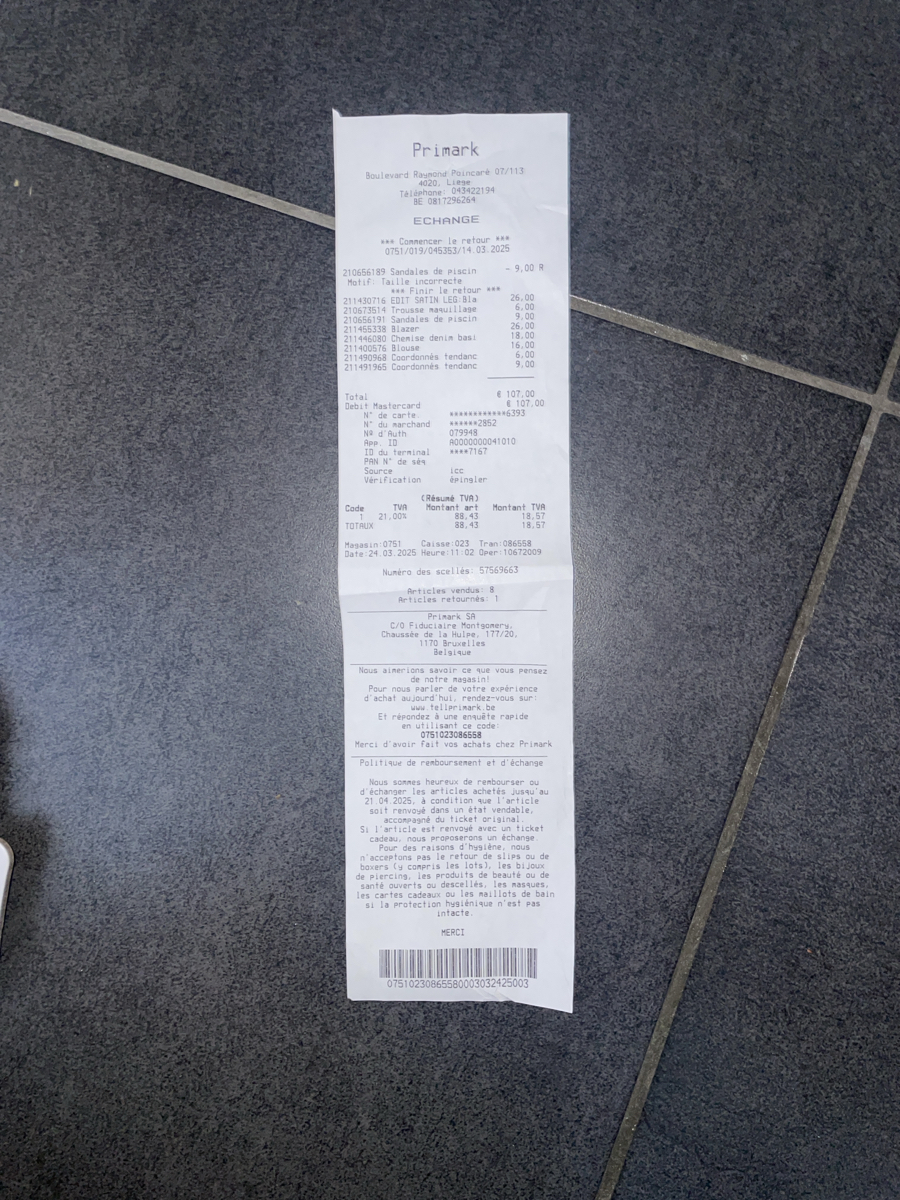 Primark
Boulevard Raymond Poincaré 07/113
4020, Liège
Téléphone: 043422194
BE 0817296264
ECHANGE
*** Commencer le retour ***
0751/019/045353/14.03.2025
210656189 Sandales de piscin - 9,00 R
Motif: Taille incorrecte
*** Finir le retour ***
211430716 EDIT SATIN LEG:Bla 26,00
210673514 Trousse maquillage 6,00
210656191 Sandales de piscin 9,00
211455338 Blazer 26,00
211446080 Chemise denim basi 18,00
211400576 Blouse 16,00
211490968 Coordonnés tendanc 6,00
211491965 Coordonnés tendanc 9,00
Total € 107,00
Debit Mastercard € 107,00
N° de carte. ************6393
N° du marchand ******2852
Nº d'Auth 079948
App. ID A0000000041010
ID du terminal ****7167
PAN N° de séq
Source icc
Vérification épingler
(Résumé TVA)
Code TVA Montant art Montant TVA
1 21,00% 88,43 18,57
TOTAUX 88,43 18,57
Magasin:0751 Caisse:023 Tran:086558
Date:24.03.2025 Heure:11:02 Oper:10672009
Numéro des scellés: 57569663
Articles vendus: 8
Articles retournés: 1
Primark SA
C/O Fiduciaire Montgomery,
Chaussée de la Hulpe, 177/20,
1170 Bruxelles
Belgique
Nous aimerions savoir ce que vous pensez
de notre magasin!
Pour nous parler de votre expérience
d'achat aujourd'hui, rendez-vous sur:
www.tellprimark.be
Et répondez à une enquête rapide
en utilisant ce code:
0751023086558
Merci d'avoir fait vos achats chez Primark
Politique de remboursement et d'échange
Nous sommes heureux de rembourser ou
d'échanger les articles achetés jusqu'au
21.04.2025, à condition que l'article
soit renvoyé dans un état vendable,
accompagné du ticket original.
Si l'article est renvoyé avec un ticket
cadeau, nous proposerons un échange.
Pour des raisons d'hygiène, nous
n'acceptons pas le retour de slips ou de
boxers (y compris les lots), les bijoux
de piercing, les produits de beauté ou de
santé ouverts ou descellés, les masques,
les cartes cadeaux ou les maillots de bain
si la protection hygiénique n'est pas
intacte.
MERCI
07510230865580003032425003